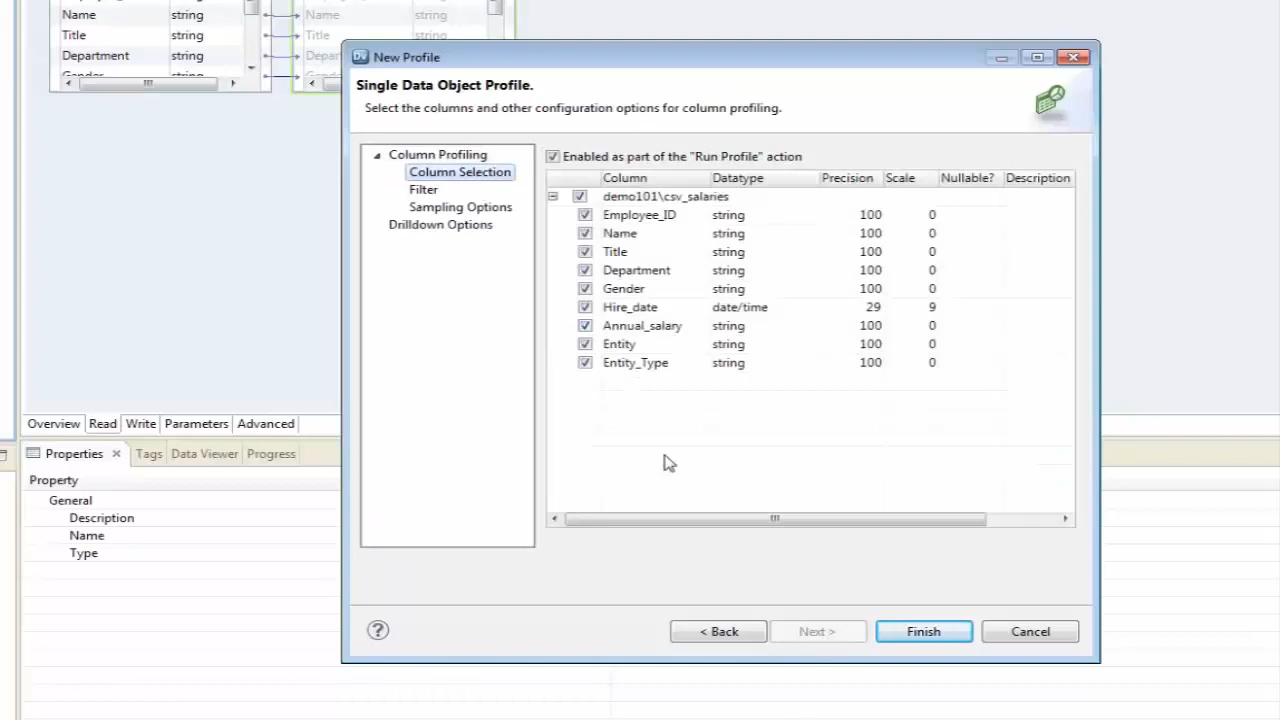 Name string Name
Title string Title
Department string Depar
Gender string
New Profile
Single Data Object Profile.
Select the columns and other configuration options for column profiling.
Column Profiling
Column Selection
Filter
Sampling Options
Drilldown Options
Enabled as part of the "Run Profile" action
Column Datatype Precision Scale Nullable? Description
demo101\csv_salaries
Employee_ID string 100 0
Name string 100 0
Title string 100 0
Department string 100 0
Gender string 100 0
Hire_date date/time 29 9
Annual_salary string 100 0
Entity string 100 0
Entity_Type string 100 0
< Back Next > Finish Cancel
Overview Read Write Parameters Advanced
Properties Tags Data Viewer Progress
Property
General
Description
Name
Type